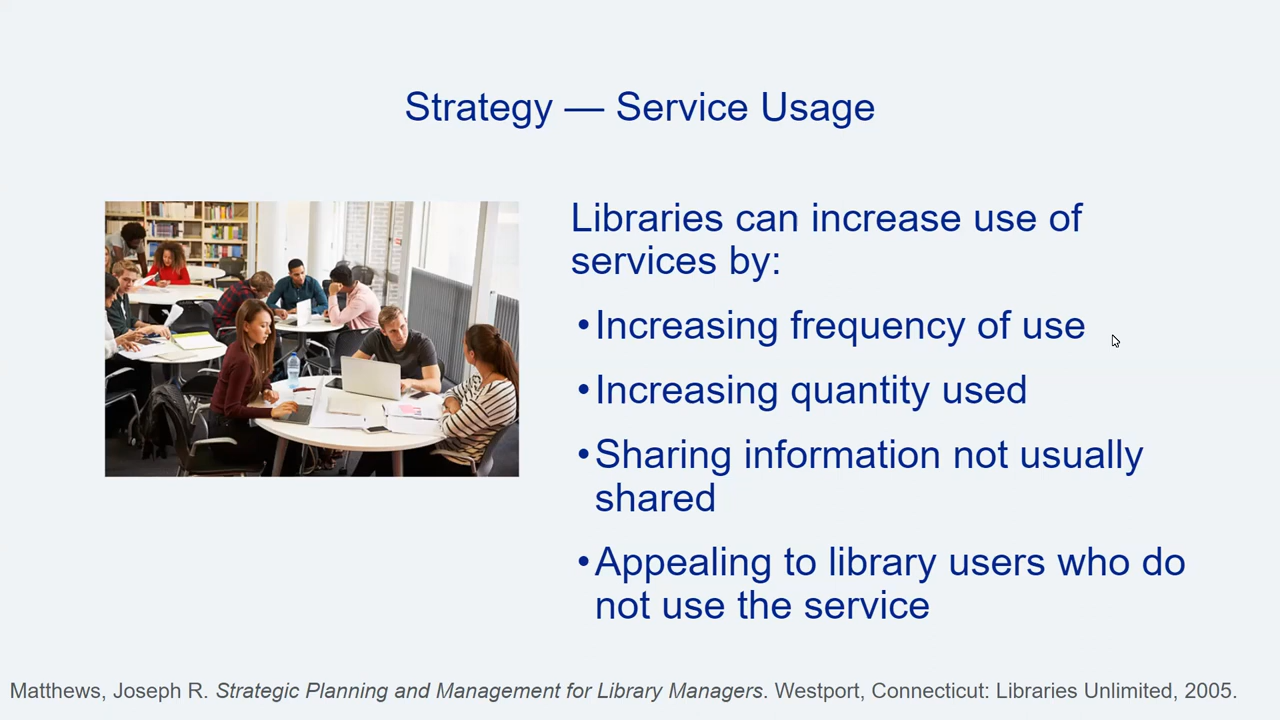 Strategy — Service Usage
Libraries can increase use of
services by:
•Increasing frequency of use
•Increasing quantity used
•Sharing information not usually
shared
•Appealing to library users who do
not use the service
Matthews, Joseph R. Strategic Planning and Management for Library Managers. Westport, Connecticut: Libraries Unlimited, 2005.